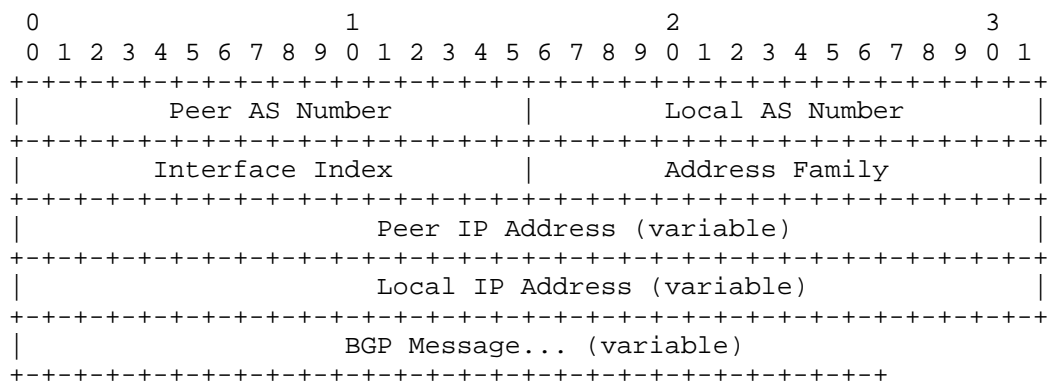 0                   1                   2                   3
0 1 2 3 4 5 6 7 8 9 0 1 2 3 4 5 6 7 8 9 0 1 2 3 4 5 6 7 8 9 0 1
+-+-+-+-+-+-+-+-+-+-+-+-+-+-+-+-+-+-+-+-+-+-+-+-+-+-+-+-+-+-+-+-+
|         Peer AS Number        |        Local AS Number        |
+-+-+-+-+-+-+-+-+-+-+-+-+-+-+-+-+-+-+-+-+-+-+-+-+-+-+-+-+-+-+-+-+
|        Interface Index        |        Address Family         |
+-+-+-+-+-+-+-+-+-+-+-+-+-+-+-+-+-+-+-+-+-+-+-+-+-+-+-+-+-+-+-+-+
|                      Peer IP Address (variable)               |
+-+-+-+-+-+-+-+-+-+-+-+-+-+-+-+-+-+-+-+-+-+-+-+-+-+-+-+-+-+-+-+-+
|                      Local IP Address (variable)              |
+-+-+-+-+-+-+-+-+-+-+-+-+-+-+-+-+-+-+-+-+-+-+-+-+-+-+-+-+-+-+-+-+
|                    BGP Message... (variable)
+-+-+-+-+-+-+-+-+-+-+-+-+-+-+-+-+-+-+-+-+-+-+-+-+-+-+-+